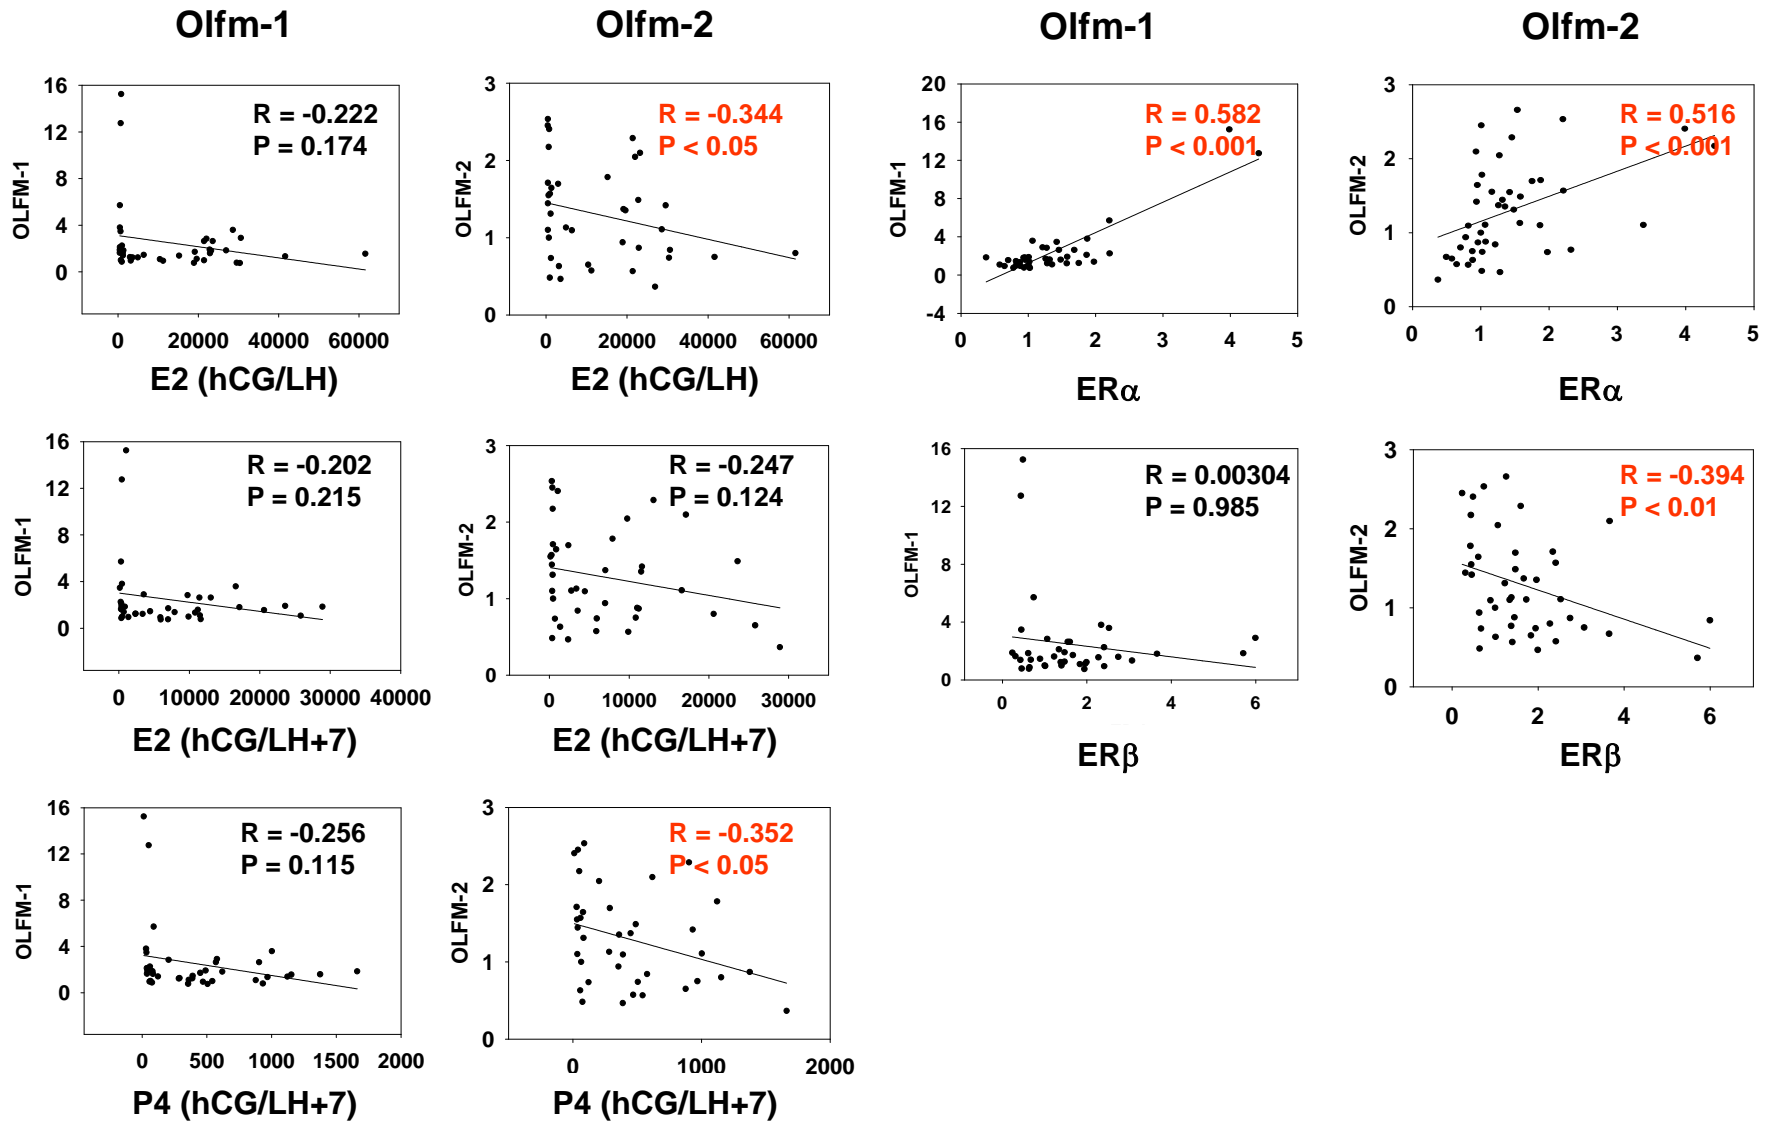 Olfm-1
Olfm-2
Olfm-1
Olfm-2
16
12
8
4
0
OLFM-1
R = -0.222
P = 0.174
0 20000 40000 60000
E2 (hCG/LH)
3
2
1
0
OLFM-2
R = -0.344
P < 0.05
0 20000 40000 60000
E2 (hCG/LH)
20
16
12
8
4
0
-4
OLFM-1
R = 0.582
P < 0.001
0 1 2 3 4 5
ERα
3
2
1
0
OLFM-2
R = 0.516
P < 0.001
0 1 2 3 4 5
ERα
16
12
8
4
0
OLFM-1
R = -0.202
P = 0.215
0 10000 20000 30000 40000
E2 (hCG/LH+7)
3
2
1
0
OLFM-2
R = -0.247
P = 0.124
0 10000 20000 30000
E2 (hCG/LH+7)
16
12
8
4
0
OLFM-1
R = 0.00304
P = 0.985
0 2 4 6
ERβ
3
2
1
0
OLFM-2
R = -0.394
P < 0.01
0 2 4 6
ERβ
16
12
8
4
0
OLFM-1
R = -0.256
P = 0.115
0 500 1000 1500 2000
P4 (hCG/LH+7)
3
2
1
0
OLFM-2
R = -0.352
P < 0.05
0 1000 2000
P4 (hCG/LH+7)